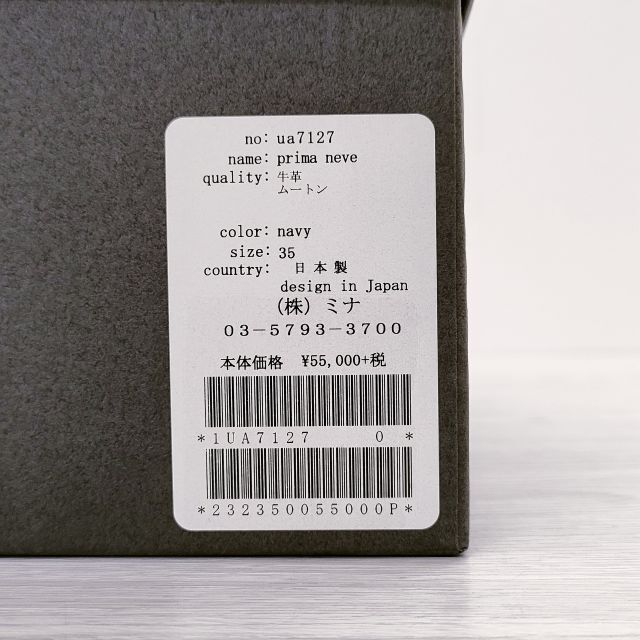 no: ua7127
name: prima neve
quality: 牛革
ムートン
color: navy
size: 35
country: 日本製
design in Japan
(株) ミナ
03-5793-3700
本体価格 ¥55,000+税
*1UA7127 0 *
*232350055000P*